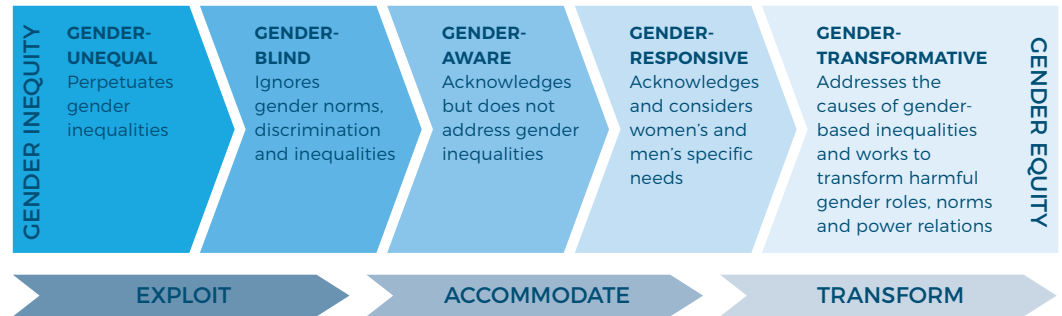 GENDER INEQUITY
GENDER-
UNEQUAL
Perpetuates
gender
inequalities
GENDER-
BLIND
Ignores
gender norms,
discrimination
and inequalities
GENDER-
AWARE
Acknowledges
but does not
address gender
inequalities
GENDER-
RESPONSIVE
Acknowledges
and considers
women’s and
men’s specific
needs
GENDER-
TRANSFORMATIVE
Addresses the
causes of gender-
based inequalities
and works to
transform harmful
gender roles, norms
and power relations
GENDER EQUITY
EXPLOIT
ACCOMMODATE
TRANSFORM